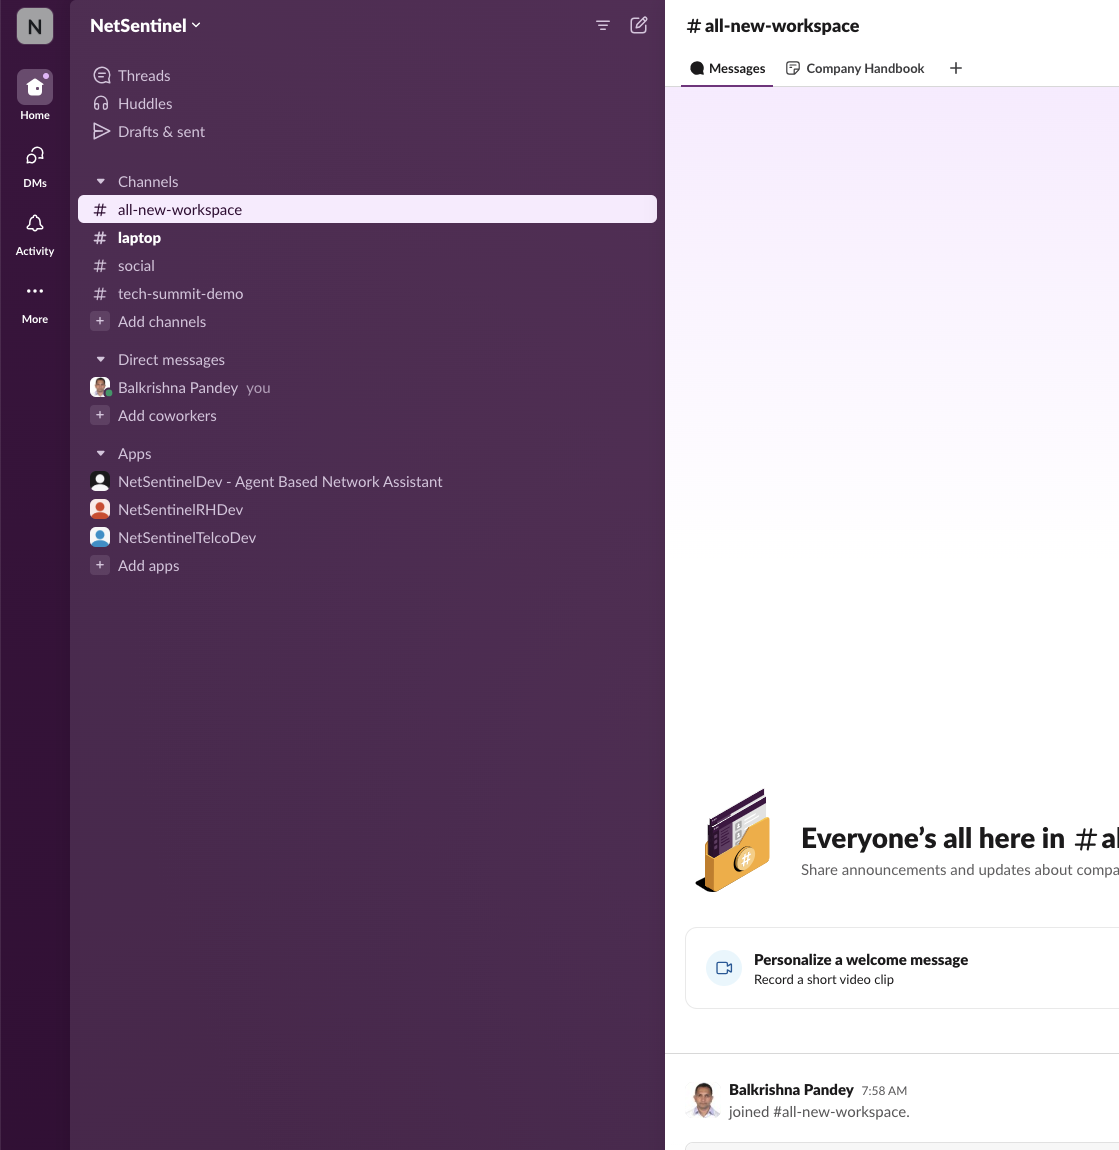 N
Home
DMs
Activity
More
NetSentinel
Threads
Huddles
Drafts & sent
Channels
# all-new-workspace
# laptop
# social
# tech-summit-demo
+ Add channels
Direct messages
Balkrishna Pandey you
+ Add coworkers
Apps
NetSentinelDev - Agent Based Network Assistant
NetSentinelRHDev
NetSentinelTelcoDev
+ Add apps
# all-new-workspace
Messages Company Handbook +
Everyone’s all here in # al
Share announcements and updates about compa
Personalize a welcome message
Record a short video clip
Balkrishna Pandey 7:58 AM
joined #all-new-workspace.